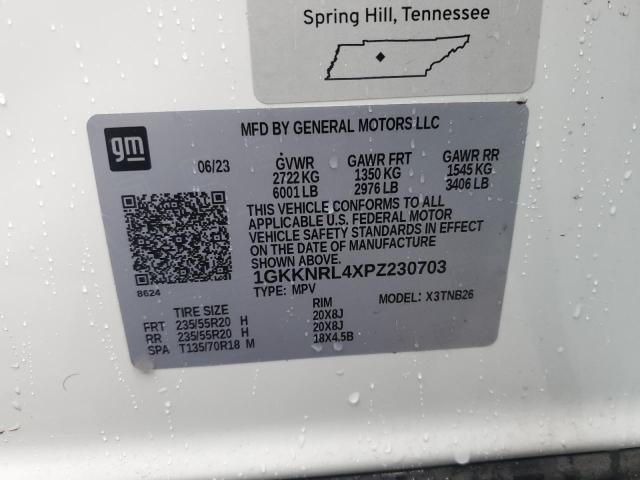 Spring Hill, Tennessee
gm
MFD BY GENERAL MOTORS LLC
06/23 GVWR GAWR FRT GAWR RR
2722 KG 1350 KG 1545 KG
6001 LB 2976 LB 3406 LB
THIS VEHICLE CONFORMS TO ALL
APPLICABLE U.S. FEDERAL MOTOR
VEHICLE SAFETY STANDARDS IN EFFECT
ON THE DATE OF MANUFACTURE
SHOWN ABOVE.
1GKKNRL4XPZ230703
8624
TYPE: MPV MODEL: X3TNB26
TIRE SIZE RIM
FRT 235/55R20 H 20X8J
RR 235/55R20 H 20X8J
SPA T135/70R18 M 18X4.5B